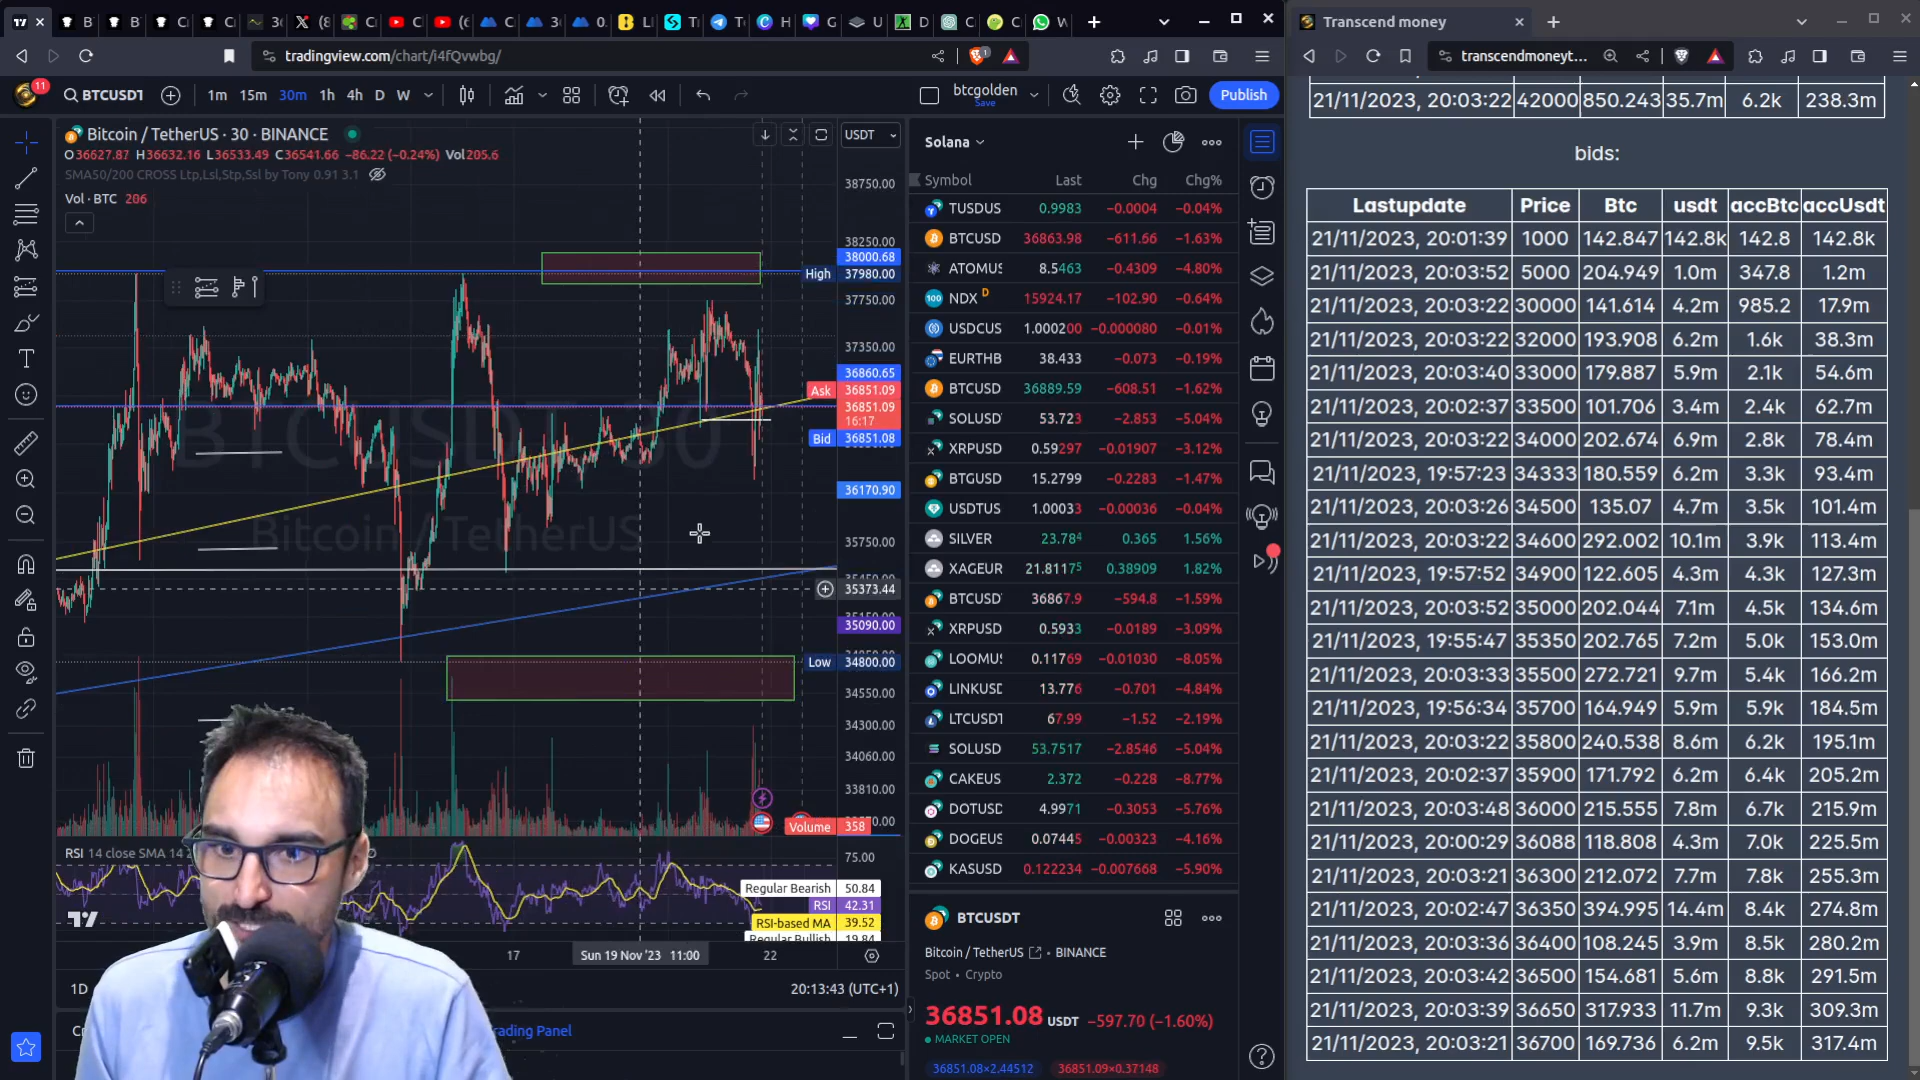 Transcend money
tradingview.com/chart/i4fQvwbg/
transcendmoneyt...
BTCUSDT 1m 15m 30m 1h 4h D W
btcgolden
Save
Publish
Bitcoin / TetherUS · 30 · BINANCE
O36627.87 H36632.16 L36533.49 C36541.66 −86.22 (−0.24%) Vol205.6
SMA50/200 CROSS Ltp,Lsl,Stp,Ssl by Tony 0.91 3.1
Vol · BTC 206
USDT
38750.00
38250.00
38000.68
High 37980.00
37750.00
37350.00
36860.65
Ask 36851.09
36851.09
16:17
Bid 36851.08
36170.90
35750.00
35373.44
35090.00
Low 34800.00
34550.00
34300.00
34060.00
33810.00
Volume 358
BTCUSDT 30
Bitcoin / TetherUS
RSI 14 close SMA 14 2
75.00
Regular Bearish 50.84
RSI 42.31
RSI-based MA 39.52
Regular Bullish 19.84
17 Sun 19 Nov '23 11:00 22
1D
20:13:43 (UTC+1)
rading Panel
Solana
Symbol Last Chg Chg%
TUSDUS 0.9983 −0.0004 −0.04%
BTCUSD 36863.98 −611.66 −1.63%
ATOMUS 8.5463 −0.4309 −4.80%
NDX D 15924.17 −102.90 −0.64%
USDCUS 1.000200 −0.000080 −0.01%
EURTHB 38.433 −0.073 −0.19%
BTCUSD 36889.59 −608.51 −1.62%
SOLUSD 53.723 −2.853 −5.04%
XRPUSD 0.59297 −0.01907 −3.12%
BTGUSD 15.2799 −0.2283 −1.47%
USDTUS 1.00033 −0.00036 −0.04%
SILVER 23.784 0.365 1.56%
XAGEUR 21.81175 0.38909 1.82%
BTCUSD 36867.9 −594.8 −1.59%
XRPUSD 0.5933 −0.0189 −3.09%
LOOMUS 0.11769 −0.01030 −8.05%
LINKUSD 13.776 −0.701 −4.84%
LTCUSDT 67.99 −1.52 −2.19%
SOLUSD 53.7517 −2.8546 −5.04%
CAKEUS 2.372 −0.228 −8.77%
DOTUSD 4.9971 −0.3053 −5.76%
DOGEUS 0.07445 −0.00323 −4.16%
KASUSD 0.122234 −0.007668 −5.90%
BTCUSDT
Bitcoin / TetherUS BINANCE
Spot • Crypto
36851.08 USDT −597.70 (−1.60%)
MARKET OPEN
36851.08×2.44512 36851.09×0.37148
21/11/2023, 20:03:22 42000 850.243 35.7m 6.2k 238.3m
bids:
Lastupdate Price Btc usdt accBtc accUsdt
21/11/2023, 20:01:39 1000 142.847 142.8k 142.8 142.8k
21/11/2023, 20:03:52 5000 204.949 1.0m 347.8 1.2m
21/11/2023, 20:03:22 30000 141.614 4.2m 985.2 17.9m
21/11/2023, 20:03:22 32000 193.908 6.2m 1.6k 38.3m
21/11/2023, 20:03:40 33000 179.887 5.9m 2.1k 54.6m
21/11/2023, 20:02:37 33500 101.706 3.4m 2.4k 62.7m
21/11/2023, 20:03:22 34000 202.674 6.9m 2.8k 78.4m
21/11/2023, 19:57:23 34333 180.559 6.2m 3.3k 93.4m
21/11/2023, 20:03:26 34500 135.07 4.7m 3.5k 101.4m
21/11/2023, 20:03:22 34600 292.002 10.1m 3.9k 113.4m
21/11/2023, 19:57:52 34900 122.605 4.3m 4.3k 127.3m
21/11/2023, 20:03:52 35000 202.044 7.1m 4.5k 134.6m
21/11/2023, 19:55:47 35350 202.765 7.2m 5.0k 153.0m
21/11/2023, 20:03:33 35500 272.721 9.7m 5.4k 166.2m
21/11/2023, 19:56:34 35700 164.949 5.9m 5.9k 184.5m
21/11/2023, 20:03:22 35800 240.538 8.6m 6.2k 195.1m
21/11/2023, 20:02:37 35900 171.792 6.2m 6.4k 205.2m
21/11/2023, 20:03:48 36000 215.555 7.8m 6.7k 215.9m
21/11/2023, 20:00:29 36088 118.808 4.3m 7.0k 225.5m
21/11/2023, 20:03:21 36300 212.072 7.7m 7.8k 255.3m
21/11/2023, 20:02:47 36350 394.995 14.4m 8.4k 274.8m
21/11/2023, 20:03:36 36400 108.245 3.9m 8.5k 280.2m
21/11/2023, 20:03:42 36500 154.681 5.6m 8.8k 291.5m
21/11/2023, 20:03:39 36650 317.933 11.7m 9.3k 309.3m
21/11/2023, 20:03:21 36700 169.736 6.2m 9.5k 317.4m